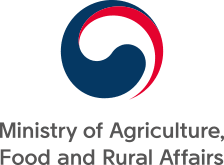 Ministry of Agriculture,
Food and Rural Affairs